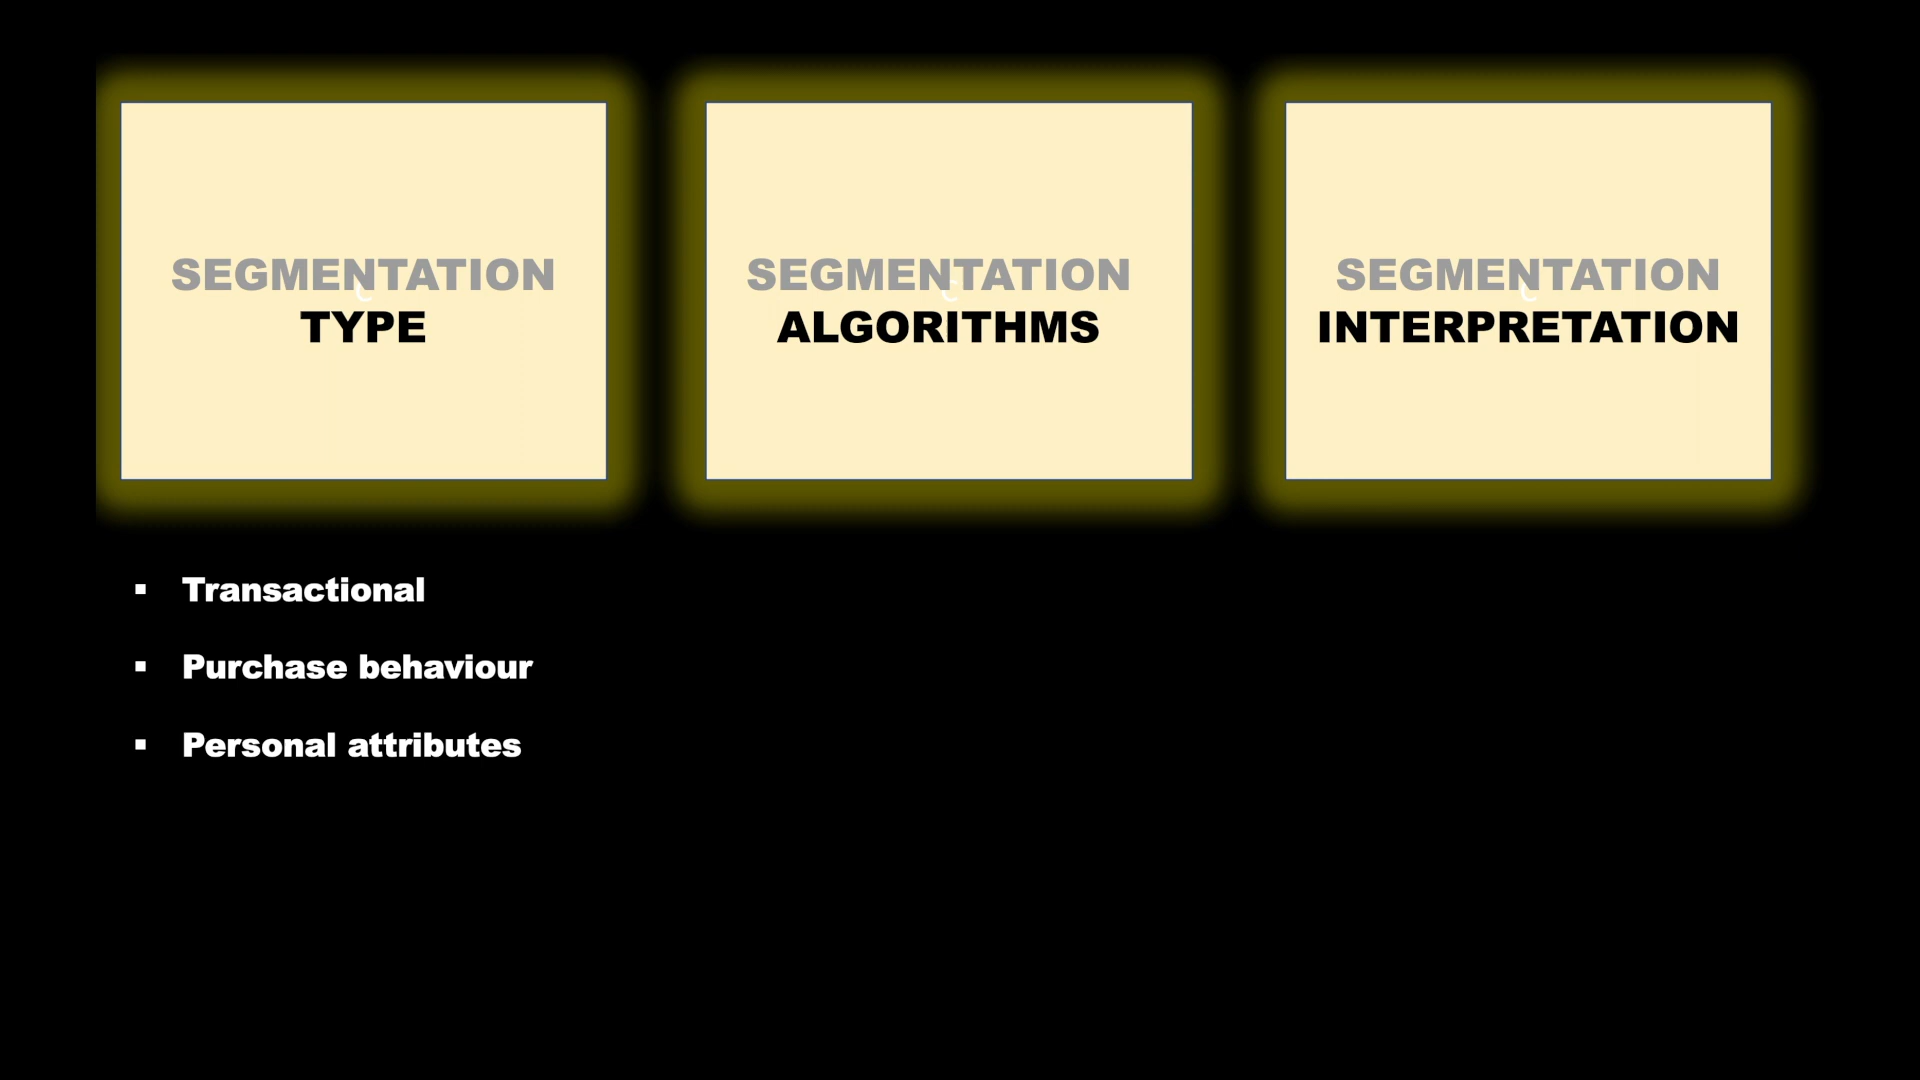 SEGMENTATION
TYPE
SEGMENTATION
ALGORITHMS
SEGMENTATION
INTERPRETATION
▪ Transactional
▪ Purchase behaviour
▪ Personal attributes